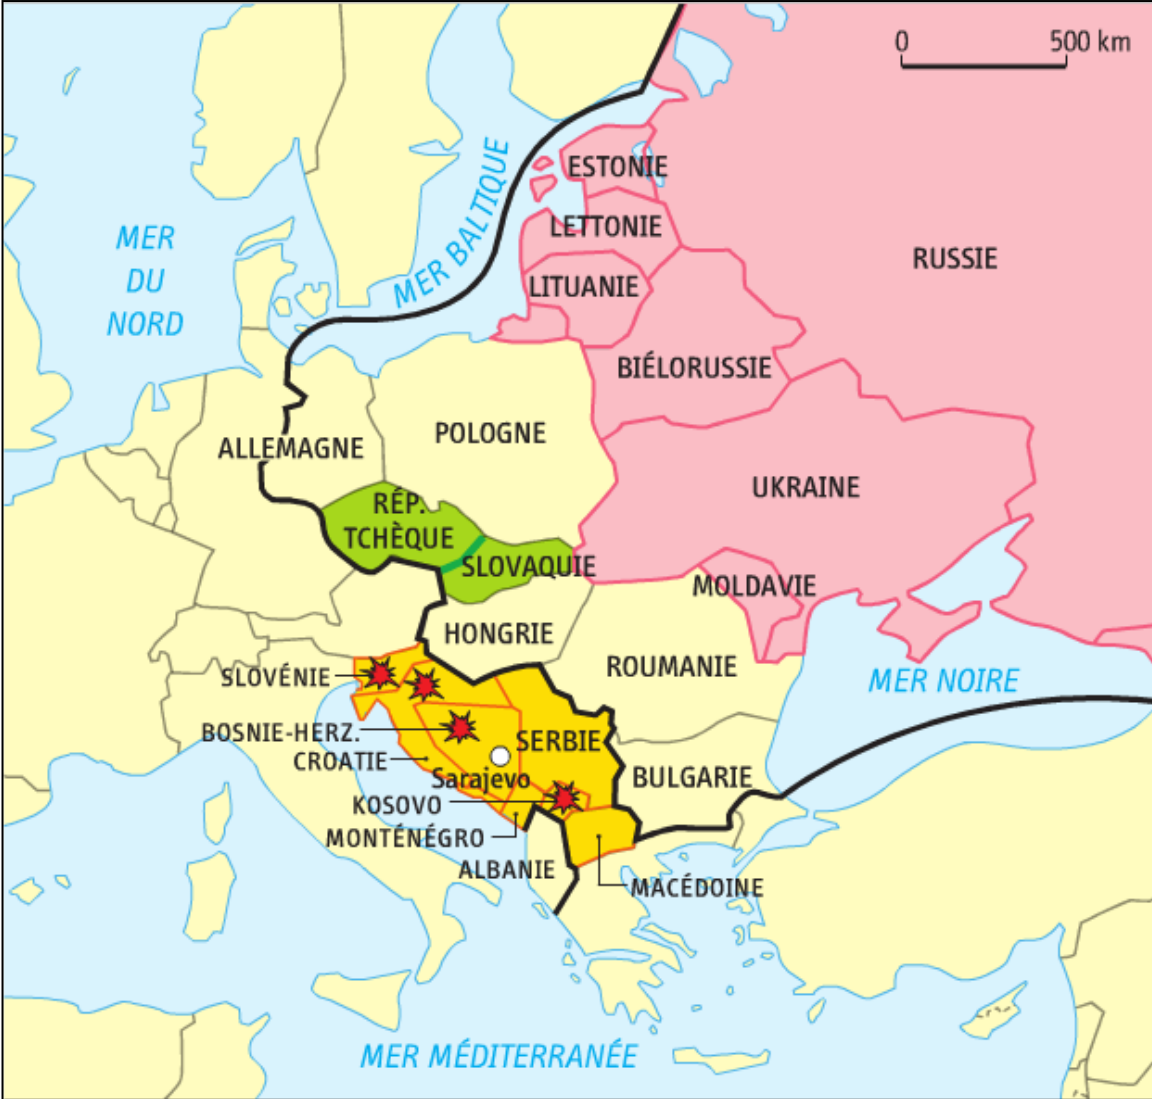 0 500 km
ESTONIE
MER BALTIQUE
LETTONIE
MER
DU
NORD
RUSSIE
LITUANIE
BIÉLORUSSIE
POLOGNE
ALLEMAGNE
UKRAINE
RÉP.
TCHÈQUE
SLOVAQUIE
MOLDAVIE
HONGRIE
ROUMANIE
SLOVÉNIE
MER NOIRE
BOSNIE-HERZ.
SERBIE
CROATIE
Sarajevo
BULGARIE
KOSOVO
MONTÉNÉGRO
ALBANIE
MACÉDOINE
MER MÉDITERRANÉE